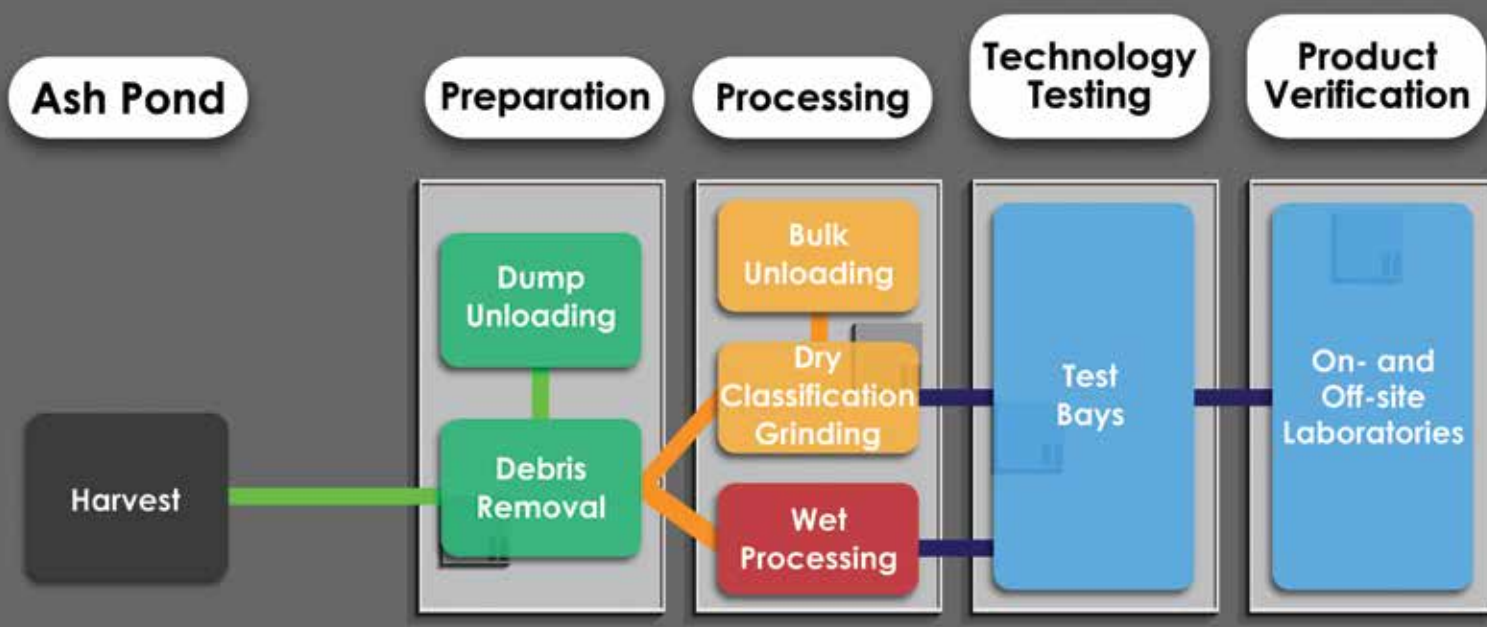 Ash Pond
Preparation
Processing
Technology
Testing
Product
Verification
Harvest
Dump
Unloading
Debris
Removal
Bulk
Unloading
Dry
Classification
Grinding
Wet
Processing
Test
Bays
On- and
Off-site
Laboratories